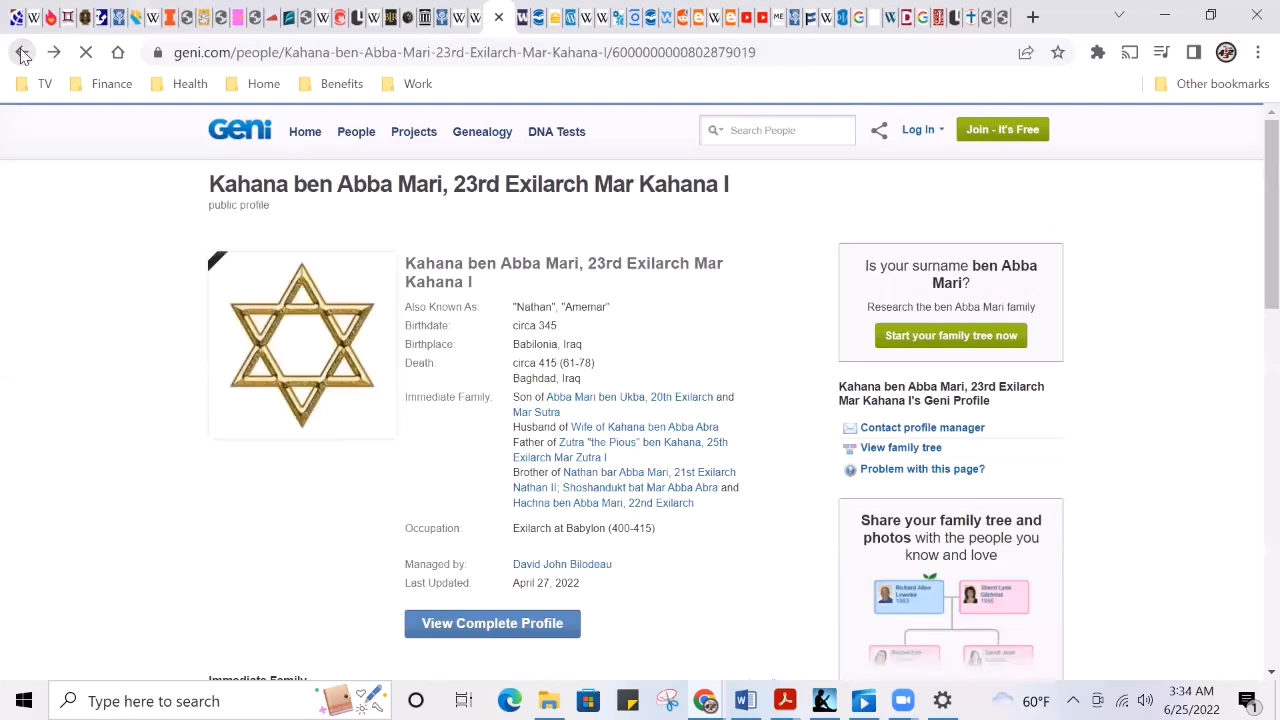 geni.com/people/Kahana-ben-Abba-Mari-23rd-Exilarch-Mar-Kahana-I/6000000000802879019
TV Finance Health Home Benefits Work Other bookmarks
Geni Home People Projects Genealogy DNA Tests Search People Log In Join - It's Free
Kahana ben Abba Mari, 23rd Exilarch Mar Kahana I
public profile
Kahana ben Abba Mari, 23rd Exilarch Mar
Kahana I
Also Known As: "Nathan", "Amemar"
Birthdate: circa 345
Birthplace: Babilonia, Iraq
Death: circa 415 (61-78)
Baghdad, Iraq
Immediate Family: Son of Abba Mari ben Ukba, 20th Exilarch and
Mar Sutra
Husband of Wife of Kahana ben Abba Abra
Father of Zutra "the Pious" ben Kahana, 25th
Exilarch Mar Zutra I
Brother of Nathan bar Abba Mari, 21st Exilarch
Nathan II; Shoshandukt bat Mar Abba Abra and
Hachna ben Abba Mari, 22nd Exilarch
Occupation: Exilarch at Babylon (400-415)
Managed by: David John Bilodeau
Last Updated: April 27, 2022
View Complete Profile
Immediate Family
Is your surname ben Abba
Mari?
Research the ben Abba Mari family
Start your family tree now
Kahana ben Abba Mari, 23rd Exilarch
Mar Kahana I's Geni Profile
Contact profile manager
View family tree
Problem with this page?
Share your family tree and
photos with the people you
know and love
Type here to search
60°F
3:34 AM
6/25/2022
1